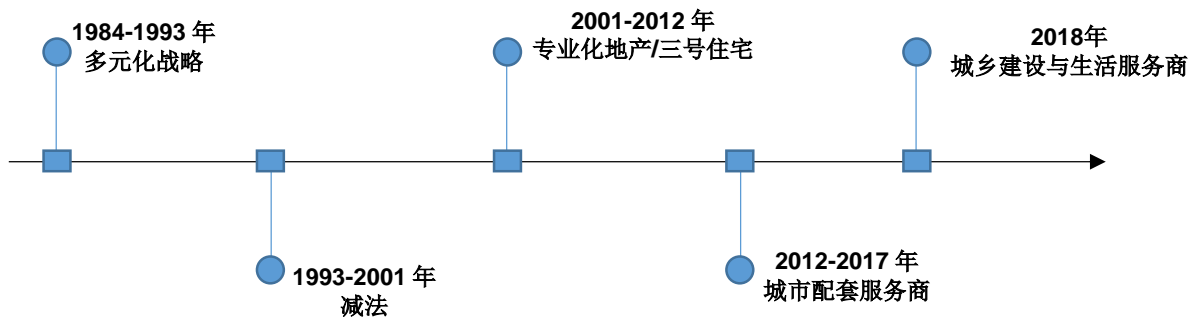 1984-1993 年
多元化战略
1993-2001 年
减法
2001-2012 年
专业化地产/三号住宅
2012-2017 年
城市配套服务商
2018年
城乡建设与生活服务商